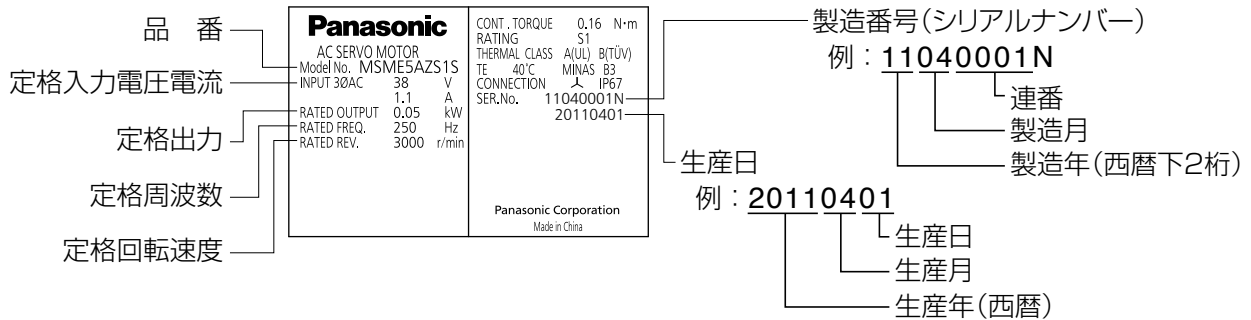 品 番
定格入力電圧電流
定格出力
定格周波数
定格回転速度
Panasonic
AC SERVO MOTOR
Model No. MSME5AZS1S
INPUT 3ØAC 38 V
1.1 A
RATED OUTPUT 0.05 kW
RATED FREQ. 250 Hz
RATED REV. 3000 r/min
CONT. TORQUE 0.16 N・m
RATING S1
THERMAL CLASS A(UL) B(TÜV)
TE 40℃ MINAS B3
CONNECTION 人 IP67
SER.No. 11040001N
20110401
Panasonic Corporation
Made in China
製造番号(シリアルナンバー)
例:11040001N
連番
製造月
製造年(西暦下2桁)
生産日
例:20110401
生産日
生産月
生産年(西暦)